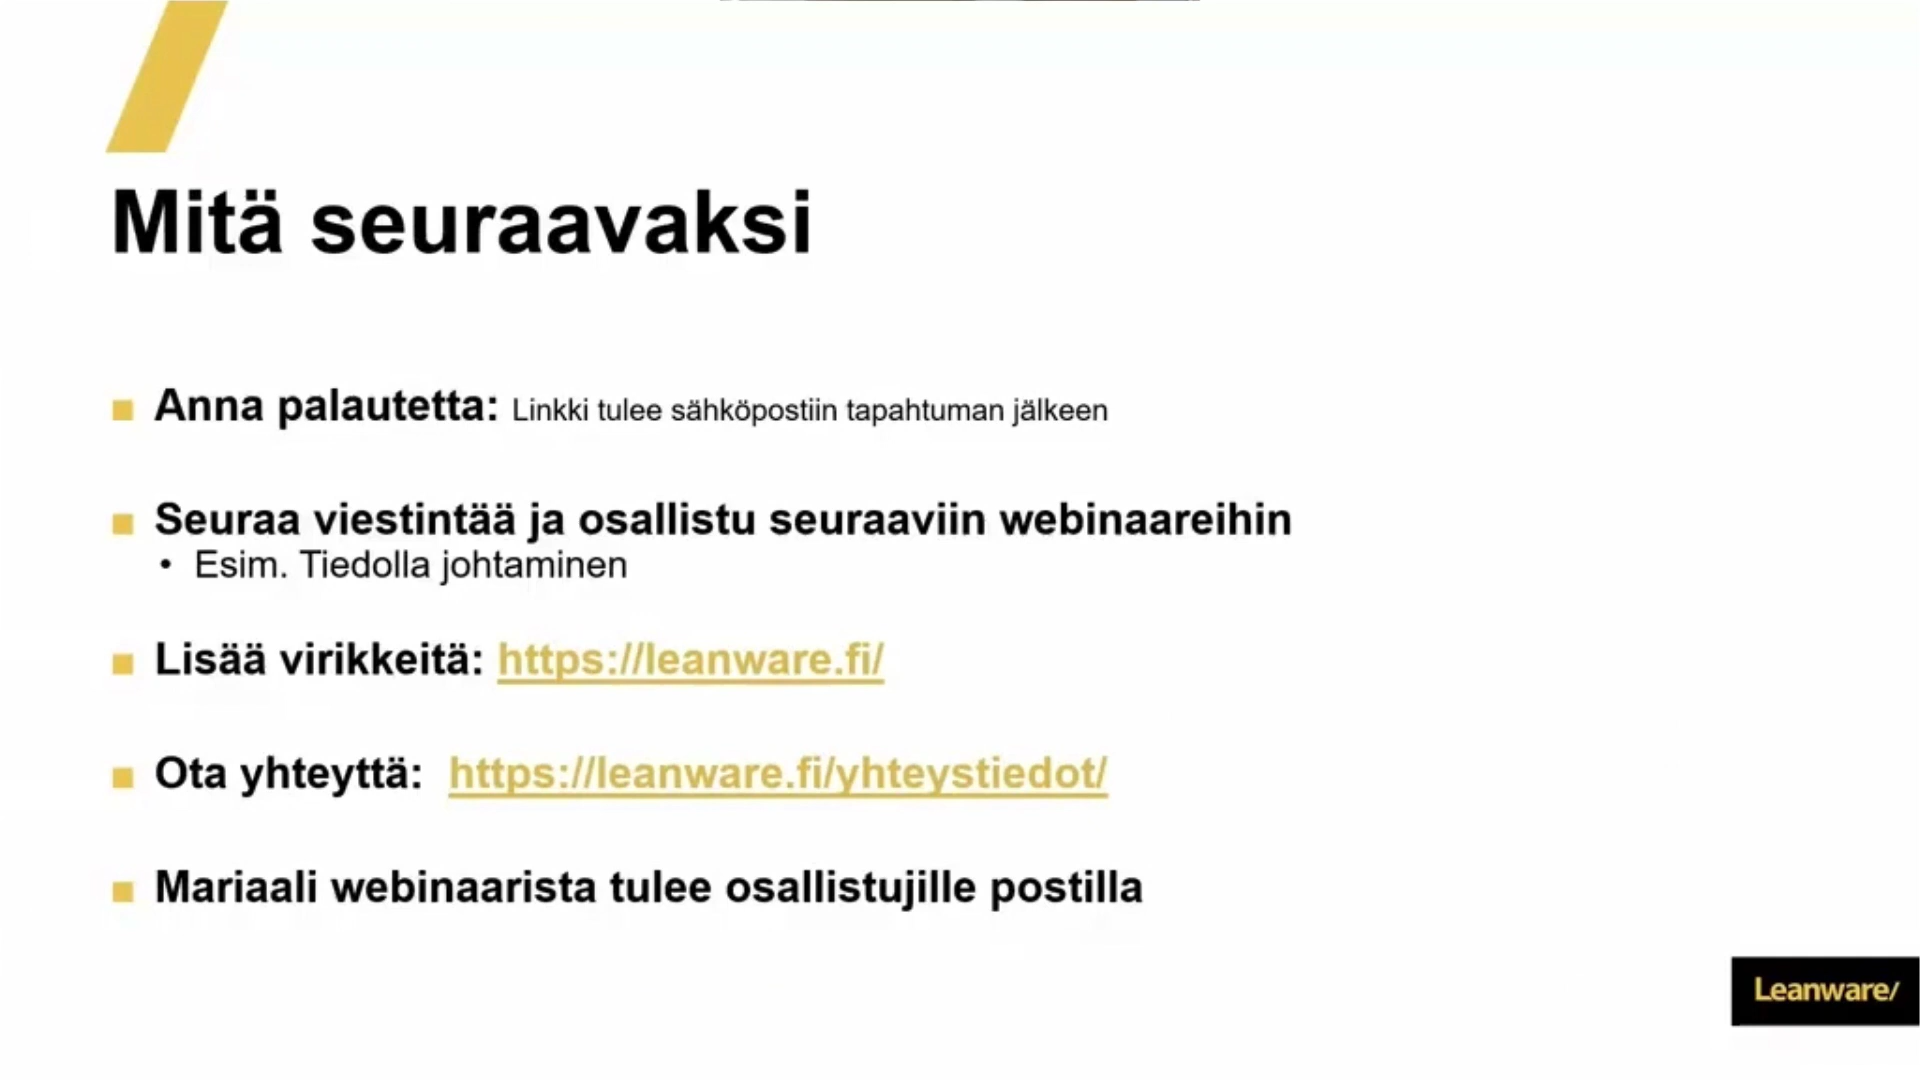 Mitä seuraavaksi
Anna palautetta: Linkki tulee sähköpostiin tapahtuman jälkeen
Seuraa viestintää ja osallistu seuraaviin webinaareihin
• Esim. Tiedolla johtaminen
Lisää virikkeitä: https://leanware.fi/
Ota yhteyttä: https://leanware.fi/yhteystiedot/
Mariaali webinaarista tulee osallistujille postilla
Leanware/